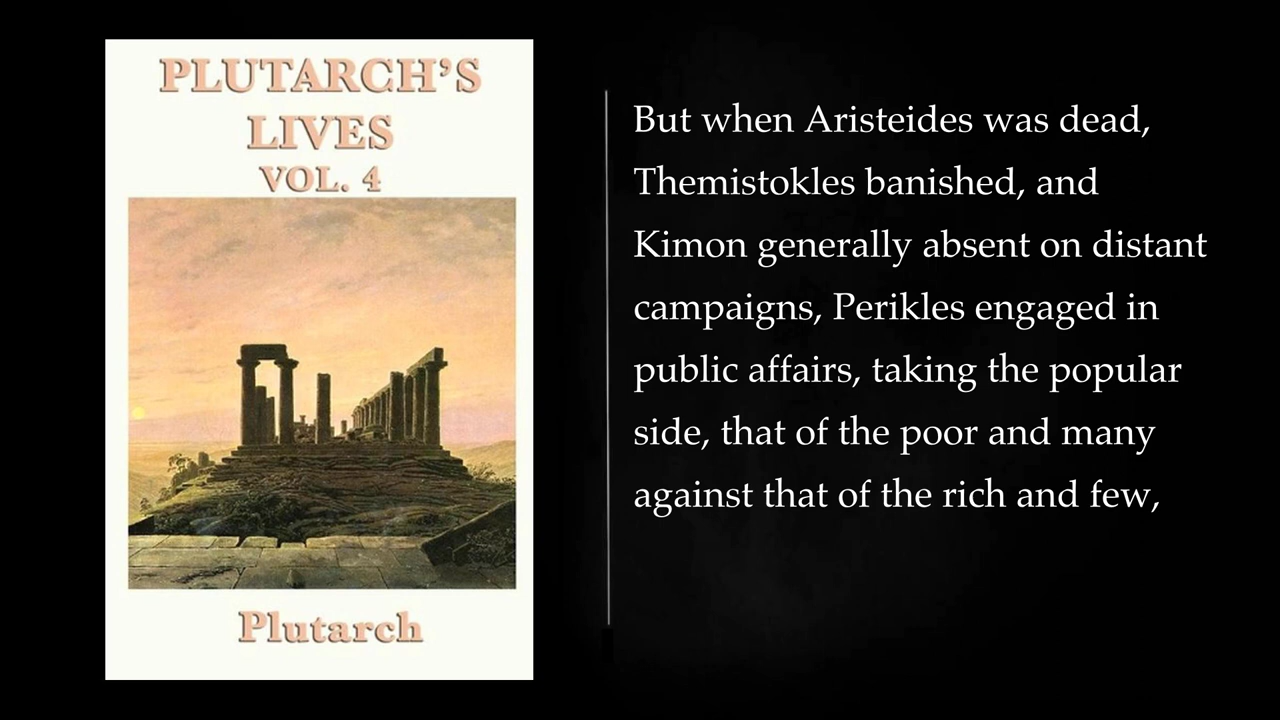 PLUTARCH'S
LIVES
VOL. 4
Plutarch
But when Aristeides was dead,
Themistokles banished, and
Kimon generally absent on distant
campaigns, Perikles engaged in
public affairs, taking the popular
side, that of the poor and many
against that of the rich and few,